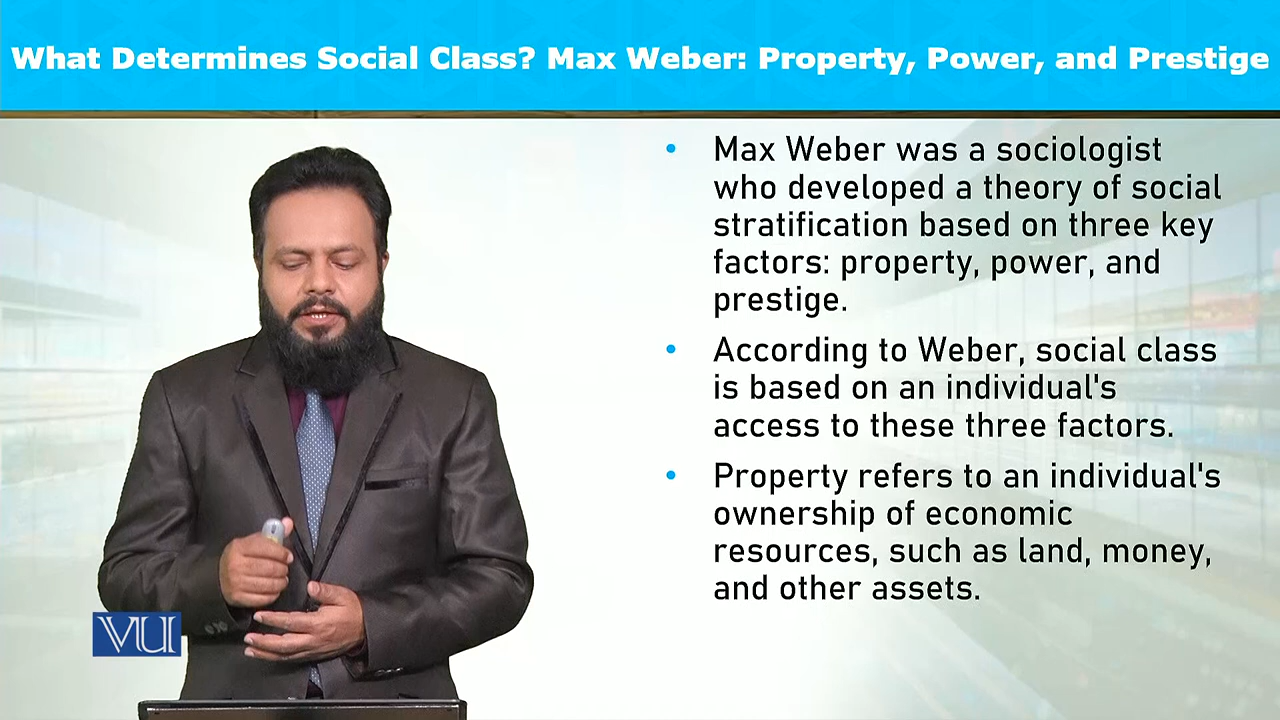 What Determines Social Class? Max Weber: Property, Power, and Prestige
• Max Weber was a sociologist
who developed a theory of social
stratification based on three key
factors: property, power, and
prestige.
• According to Weber, social class
is based on an individual's
access to these three factors.
• Property refers to an individual's
ownership of economic
resources, such as land, money,
and other assets.
VU